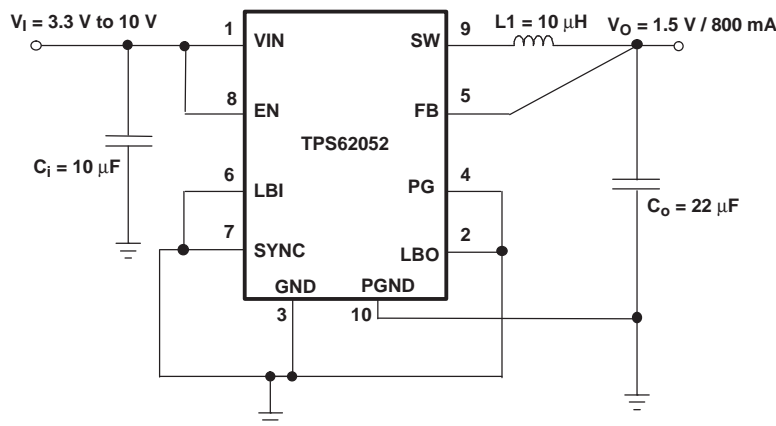 V_I = 3.3 V to 10 V
1
VIN
SW
9
L1 = 10 μH
V_O = 1.5 V / 800 mA
8
EN
FB
5
TPS62052
C_i = 10 μF
6
LBI
PG
4
C_o = 22 μF
7
SYNC
LBO
2
GND
PGND
3
10